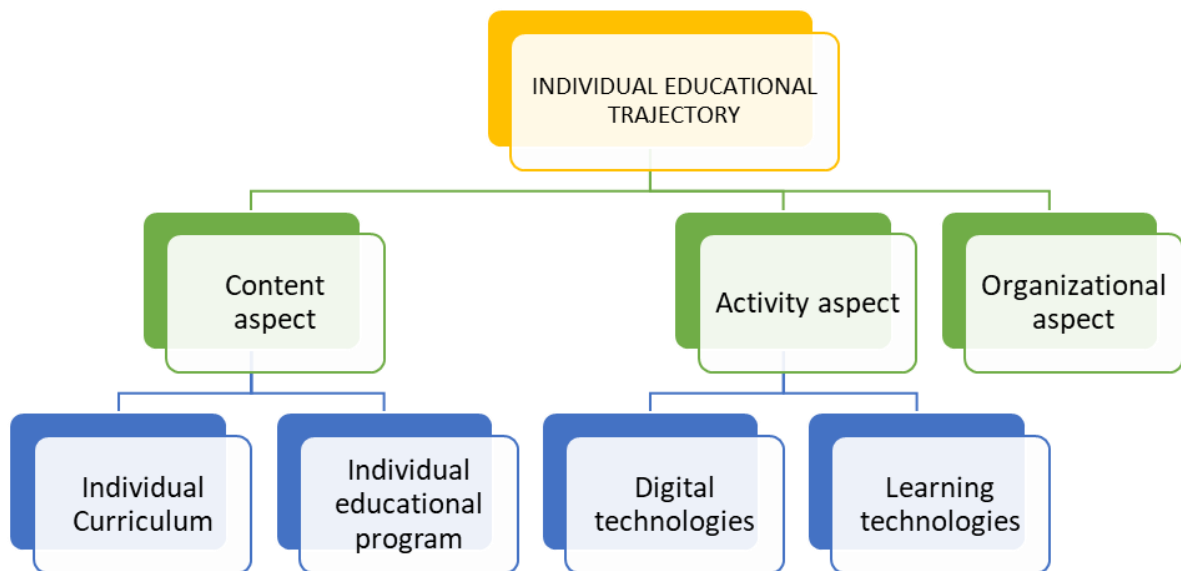 INDIVIDUAL EDUCATIONAL
TRAJECTORY
Content
aspect
Activity aspect
Organizational
aspect
Individual
Curriculum
Individual
educational
program
Digital
technologies
Learning
technologies